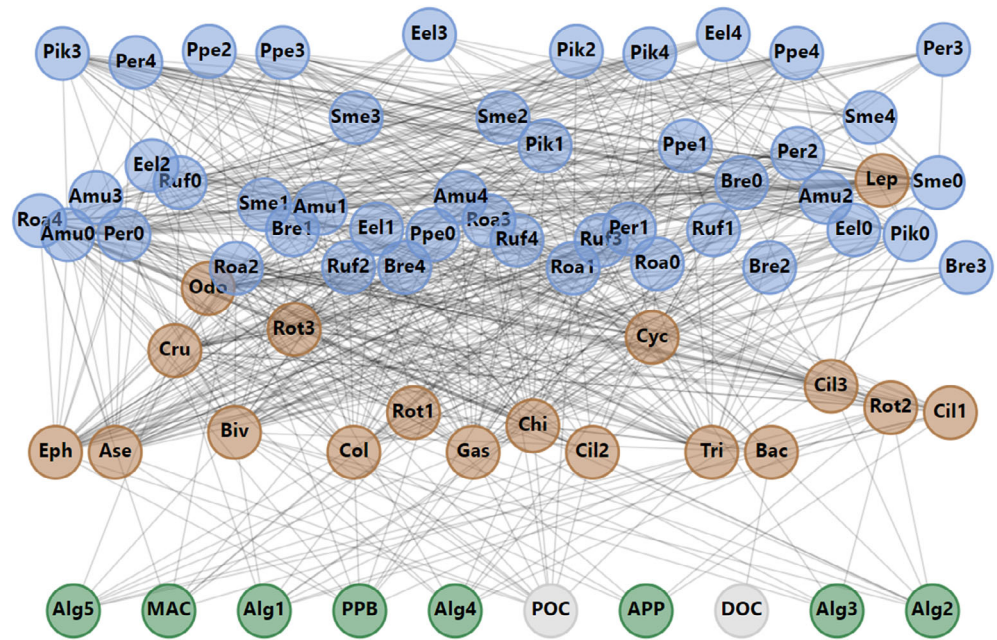 Pik3 Per4 Ppe2 Ppe3 Eel3 Pik2 Pik4 Eel4 Ppe4 Per3
Sme3 Sme2 Pik1 Ppe1 Per2 Sme4
Eel2 Ruf0 Bre0 Lep Sme0
Amu3 Sme1 Amu1 Amu4 Amu2
Roa4 Amu0 Per0 Bre1 Eel1 Ppe0 Roa3 Ruf4 Ruf3 Per1 Ruf1 Eel0 Pik0
Roa2 Ruf2 Bre4 Roa1 Roa0 Bre2 Bre3
Odo
Rot3 Cyc
Cru
Cil3
Rot1 Rot2 Cil1
Biv Chi
Eph Ase Col Gas Cil2 Tri Bac
Alg5 MAC Alg1 PPB Alg4 POC APP DOC Alg3 Alg2